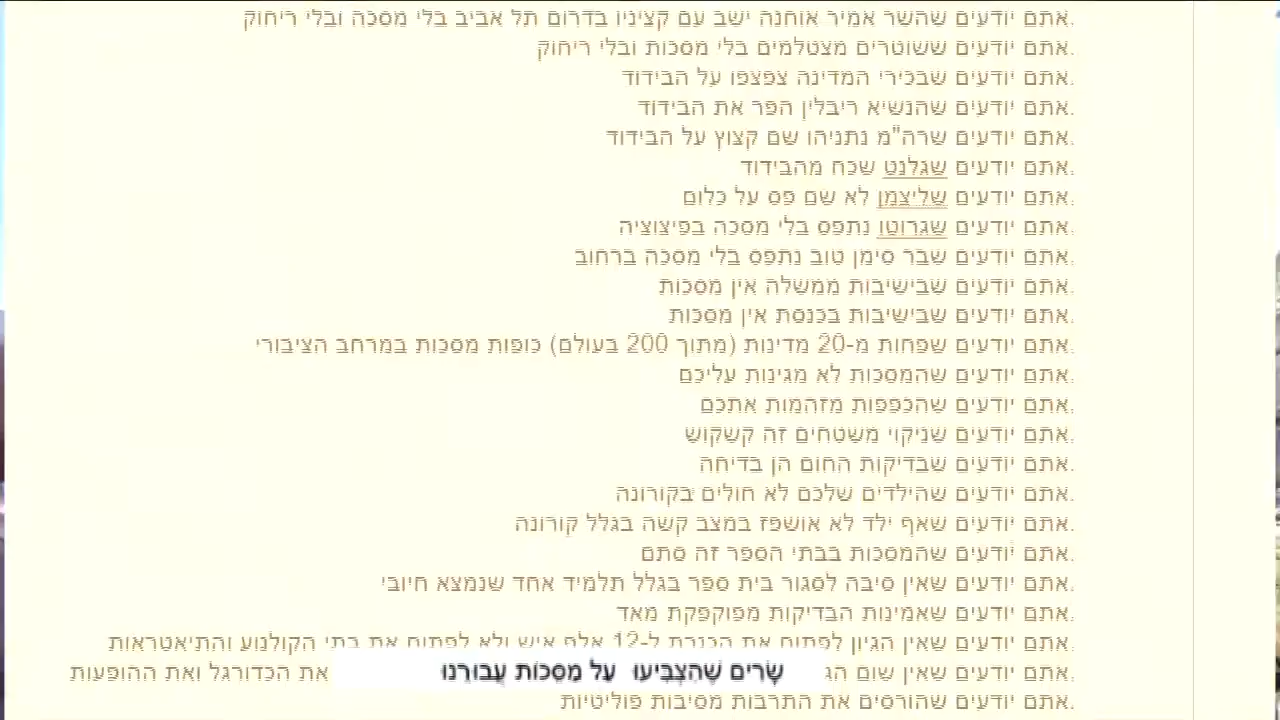 אתם יודעים שהשר אמיר אוחנה ישב עם קציניו בדרום תל אביב בלי מסכה ובלי ריחוק.
אתם יודעים ששוטרים מצטלמים בלי מסכות ובלי ריחוק.
אתם יודעים שבכירי המדינה צפצפו על הבידוד.
אתם יודעים שהנשיא ריבלין הפר את הבידוד.
אתם יודעים שרה"מ נתניהו שם קצוץ על הבידוד.
אתם יודעים שגלנט שכח מהבידוד.
אתם יודעים שליצמן לא שם פס על כלום.
אתם יודעים שגרוטו נתפס בלי מסכה בפיצוציה.
אתם יודעים שבר סימן טוב נתפס בלי מסכה ברחוב.
אתם יודעים שבישיבות ממשלה אין מסכות.
אתם יודעים שבישיבות בכנסת אין מסכות.
אתם יודעים שפחות מ-20 מדינות (מתוך 200 בעולם) כופות מסכות במרחב הציבורי.
אתם יודעים שהמסכות לא מגינות עליכם.
אתם יודעים שהכפפות מזהמות אתכם.
אתם יודעים שניקוי משטחים זה קשקוש.
אתם יודעים שבדיקות החום הן בדיחה.
אתם יודעים שהילדים שלכם לא חולים בקורונה.
אתם יודעים שאף ילד לא אושפז במצב קשה בגלל קורונה.
אתם יודעים שהמסכות בבתי הספר זה סתם.
אתם יודעים שאין סיבה לסגור בית ספר בגלל תלמיד אחד שנמצא חיובי.
אתם יודעים שאמינות הבדיקות מפוקפקת מאד.
אתם יודעים שאין הגיון לפתוח את הכנרת ל-12 אלף איש ולא לפתוח את בתי הקולנוע והתיאטראות.
אתם יודעים שאין שום הג את הכדורגל ואת ההופעות.
שָׂרִים שֶׁהִצְבִּיעוּ עַל מַסֵּכוֹת עֲבוּרֵנוּ
אתם יודעים שהורסים את התרבות מסיבות פוליטיות.